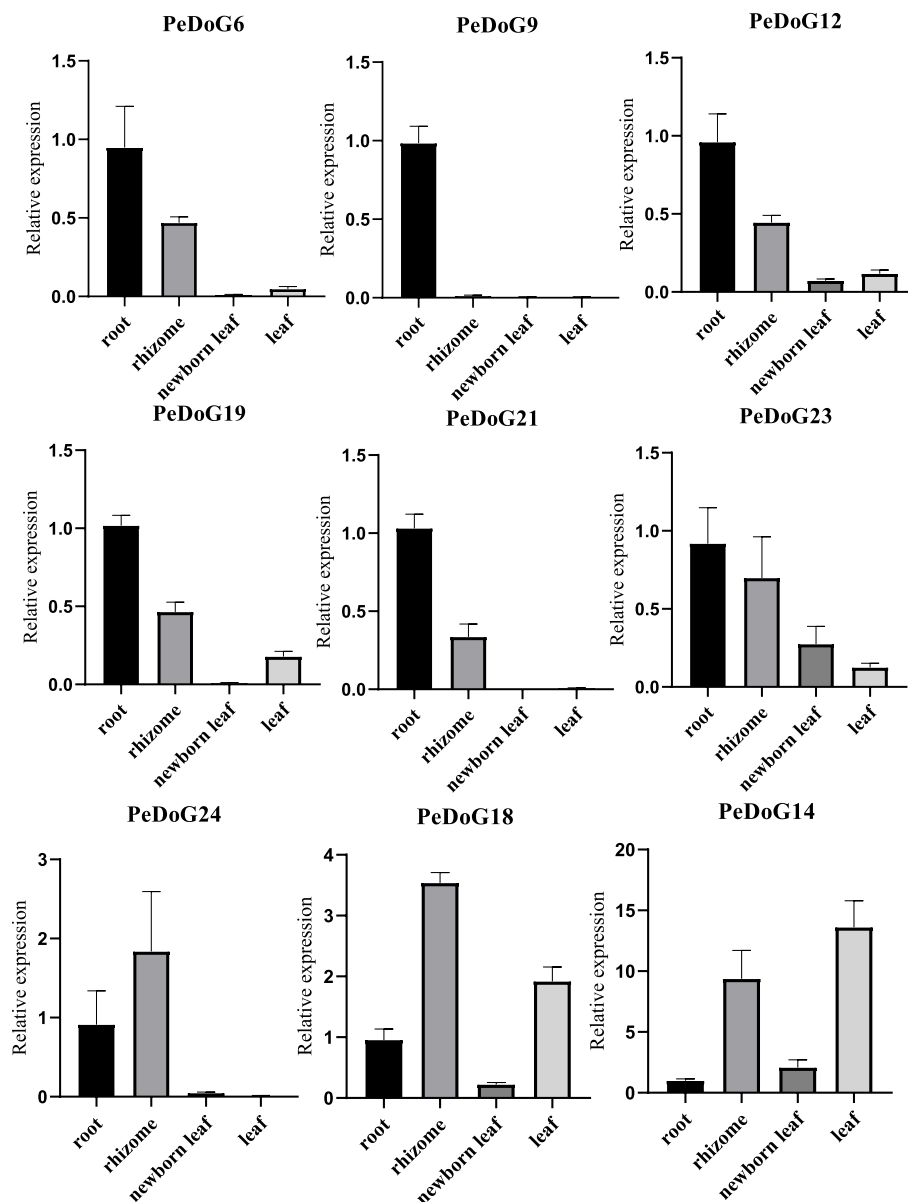 PeDoG6
PeDoG9
PeDoG12
Relative expression
1.5
1.0
0.5
0.0
root
rhizome
newborn leaf
leaf
Relative expression
1.5
1.0
0.5
0.0
root
rhizome
newborn leaf
leaf
Relative expression
1.5
1.0
0.5
0.0
root
rhizome
newborn leaf
leaf
PeDoG19
PeDoG21
PeDoG23
Relative expression
1.5
1.0
0.5
0.0
root
rhizome
newborn leaf
leaf
Relative expression
1.5
1.0
0.5
0.0
root
rhizome
newborn leaf
leaf
Relative expression
1.5
1.0
0.5
0.0
root
rhizome
newborn leaf
leaf
PeDoG24
PeDoG18
PeDoG14
Relative expression
3
2
1
0
root
rhizome
newborn leaf
leaf
Relative expression
4
3
2
1
0
root
rhizome
newborn leaf
leaf
Relative expression
20
15
10
5
0
root
rhizome
newborn leaf
leaf